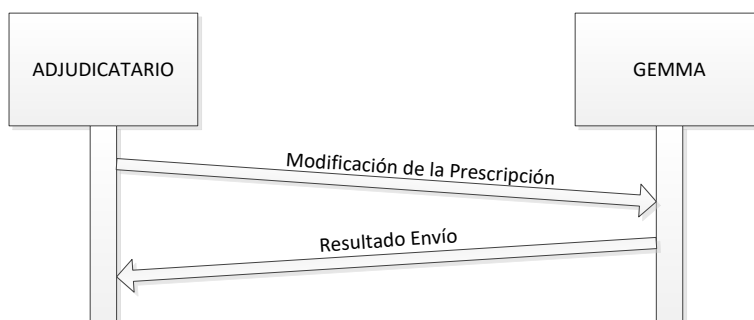 ADJUDICATARIO
GEMMA
Modificación de la Prescripción
Resultado Envío